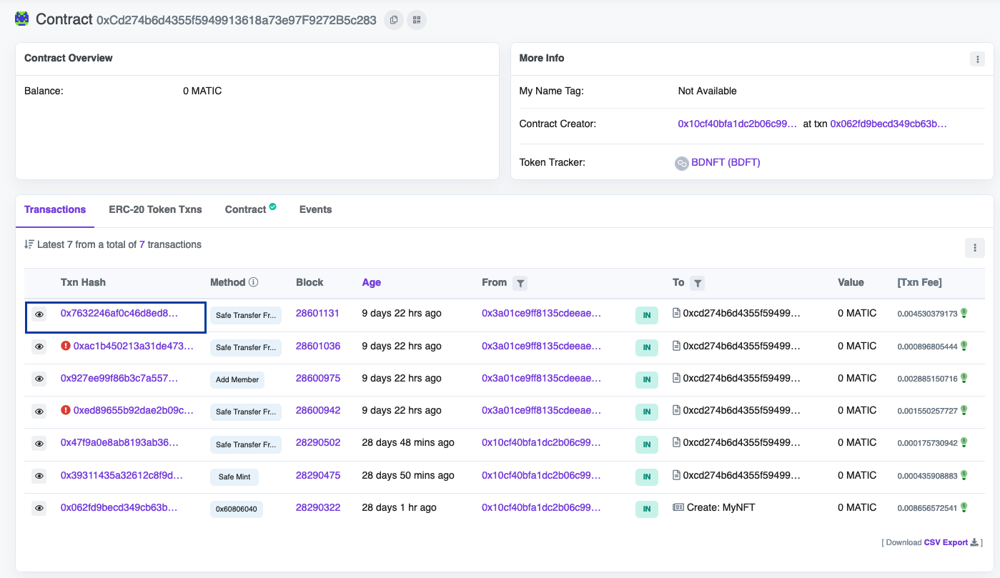 Contract 0xCd274b6d4355f5949913618a73e97F9272B5c283
Contract Overview
Balance: 0 MATIC
More Info
My Name Tag: Not Available
Contract Creator: 0x10cf40bfa1dc2b06c99... at txn 0x062fd9becd349cb63b...
Token Tracker: BDNFT (BDFT)
Transactions ERC-20 Token Txns Contract Events
Latest 7 from a total of 7 transactions
Txn Hash Method Block Age From To Value [Txn Fee]
0x7632246af0c46d8ed8... Safe Transfer Fr... 28601131 9 days 22 hrs ago 0x3a01ce9ff8135cdeeae... IN 0xcd274b6d4355f59499... 0 MATIC 0.004530379173
0xac1b450213a31de473... Safe Transfer Fr... 28601036 9 days 22 hrs ago 0x3a01ce9ff8135cdeeae... IN 0xcd274b6d4355f59499... 0 MATIC 0.000896805444
0x927ee99f86b3c7a557... Add Member 28600975 9 days 22 hrs ago 0x3a01ce9ff8135cdeeae... IN 0xcd274b6d4355f59499... 0 MATIC 0.002885150716
0xed89655b92dae2b09c... Safe Transfer Fr... 28600942 9 days 22 hrs ago 0x3a01ce9ff8135cdeeae... IN 0xcd274b6d4355f59499... 0 MATIC 0.001550257727
0x47f9a0e8ab8193ab36... Safe Transfer Fr... 28290502 28 days 48 mins ago 0x10cf40bfa1dc2b06c99... IN 0xcd274b6d4355f59499... 0 MATIC 0.000175730942
0x39311435a32612c8f9d... Safe Mint 28290475 28 days 50 mins ago 0x10cf40bfa1dc2b06c99... IN 0xcd274b6d4355f59499... 0 MATIC 0.000435908883
0x062fd9becd349cb63b... 0x60806040 28290322 28 days 1 hr ago 0x10cf40bfa1dc2b06c99... IN Create: MyNFT 0 MATIC 0.008656572541
[ Download CSV Export ]